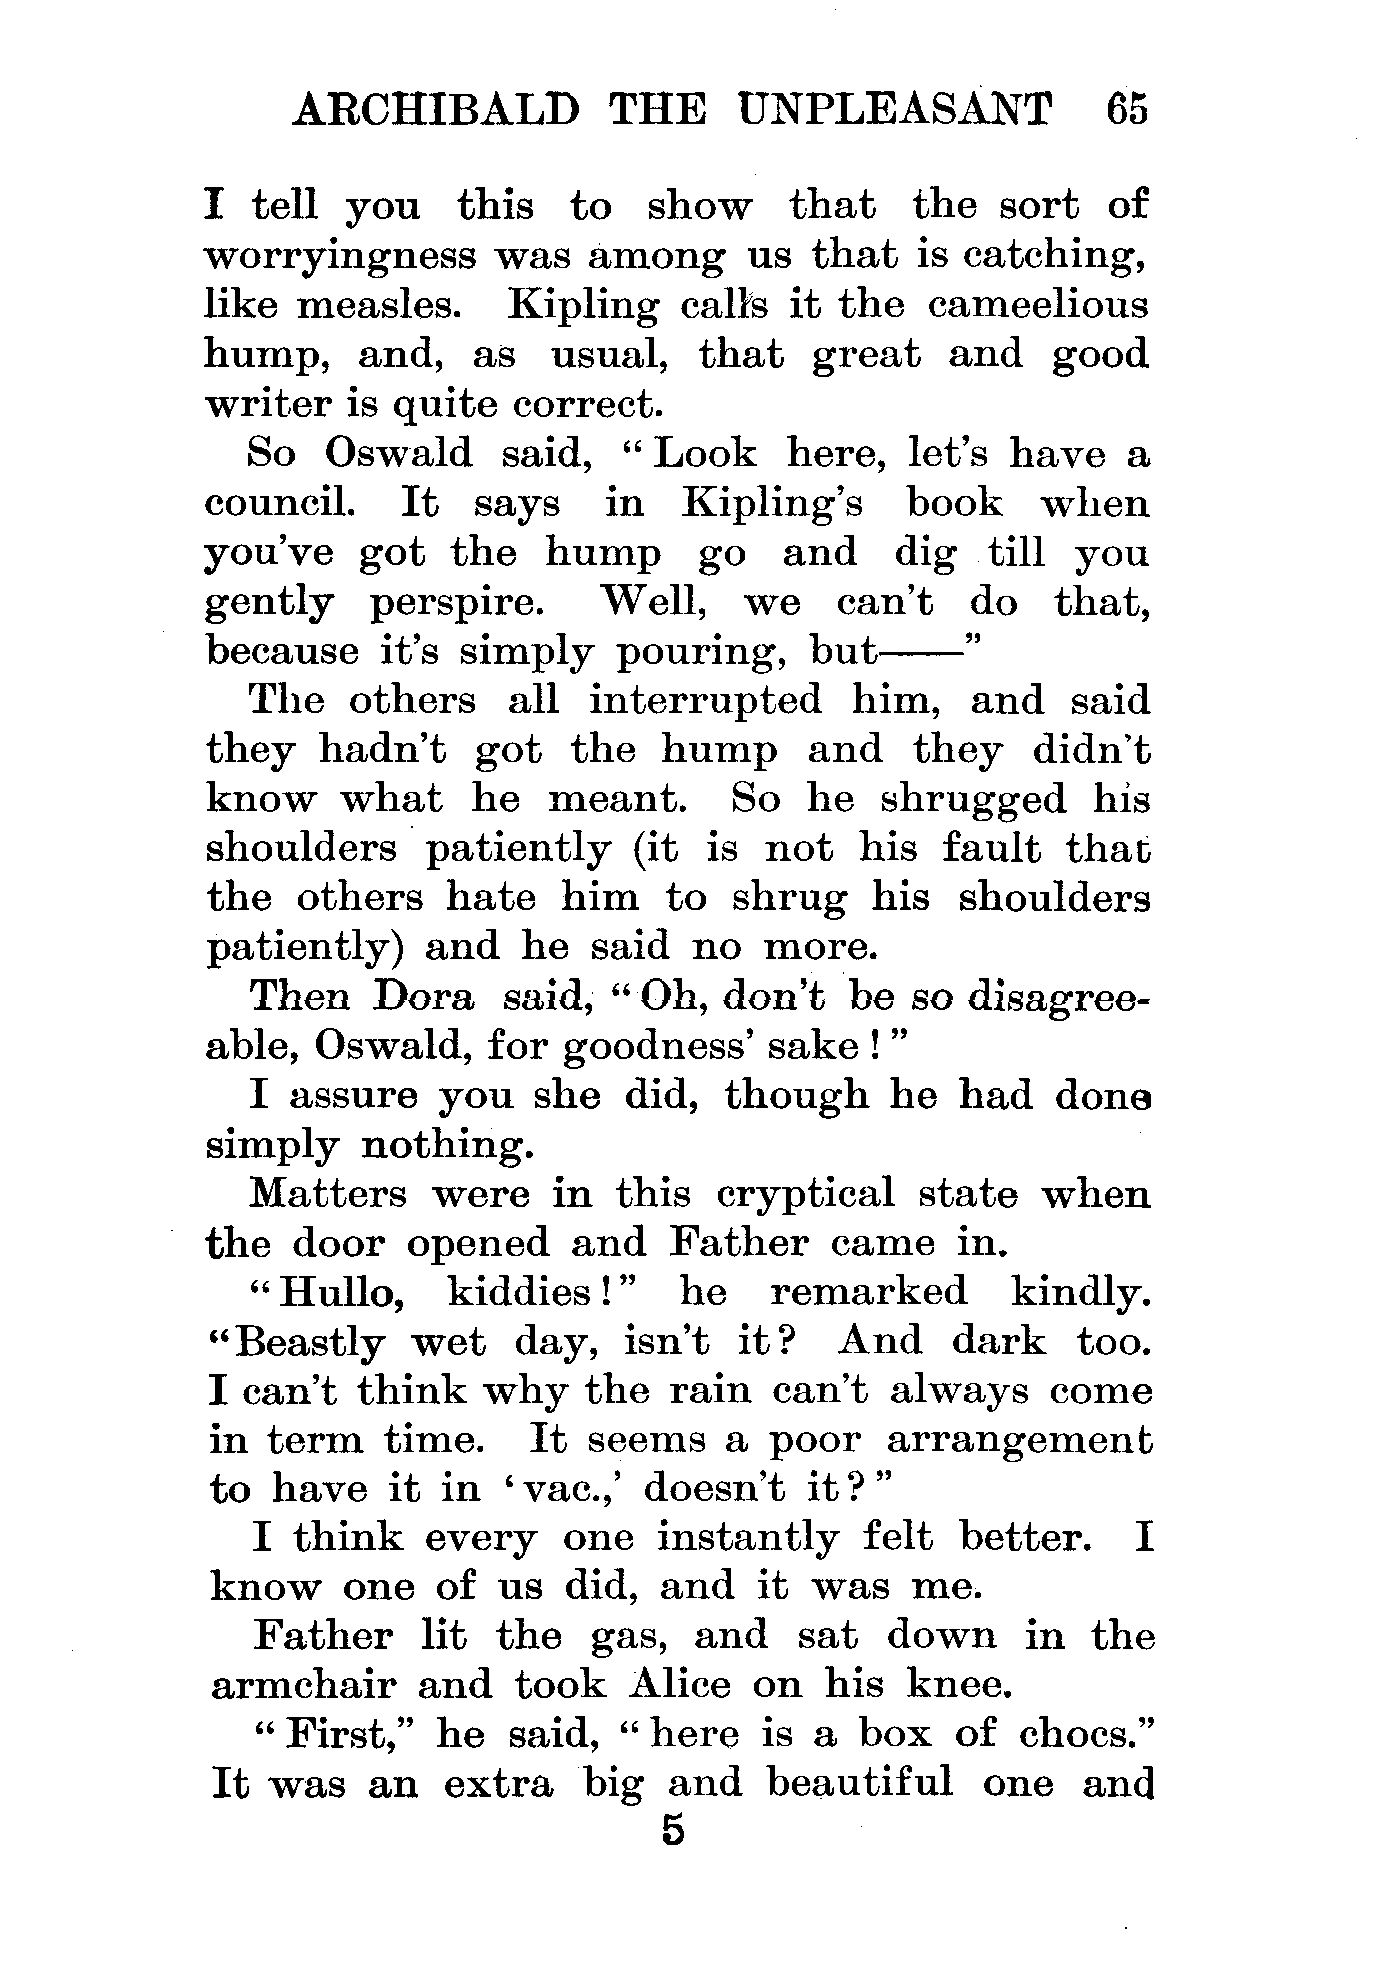 ARCHIBALD THE UNPLEASANT 65
I tell you this to show that the sort of
worryingness was among us that is catching,
like measles. Kipling calls it the cameelious
hump, and, as usual, that great and good
writer is quite correct.
So Oswald said, “Look here, let's have a
council. It says in Kipling's book when
you've got the hump go and dig till you
gently perspire. Well, we can't do that,
because it's simply pouring, but——”
The others all interrupted him, and said
they hadn't got the hump and they didn't
know what he meant. So he shrugged his
shoulders patiently (it is not his fault that
the others hate him to shrug his shoulders
patiently) and he said no more.
Then Dora said, “Oh, don't be so disagree-
able, Oswald, for goodness' sake!”
I assure you she did, though he had done
simply nothing.
Matters were in this cryptical state when
the door opened and Father came in.
“Hullo, kiddies!” he remarked kindly.
“Beastly wet day, isn't it? And dark too.
I can't think why the rain can't always come
in term time. It seems a poor arrangement
to have it in ‘vac.,’ doesn't it?”
I think every one instantly felt better. I
know one of us did, and it was me.
Father lit the gas, and sat down in the
armchair and took Alice on his knee.
“First,” he said, “here is a box of chocs.”
It was an extra big and beautiful one and
5